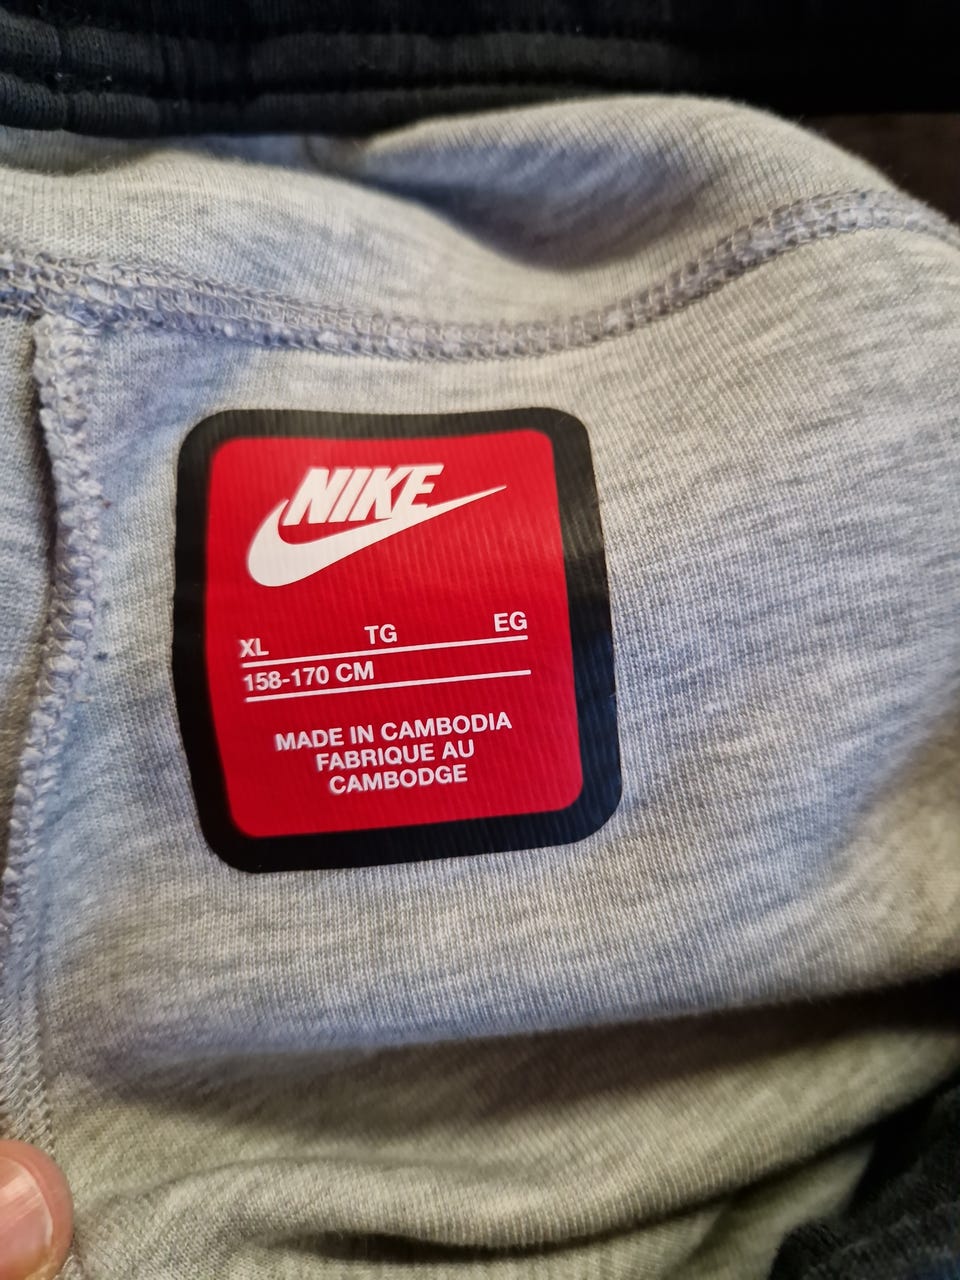 NIKE
XL TG EG
158-170 CM
MADE IN CAMBODIA
FABRIQUE AU
CAMBODGE